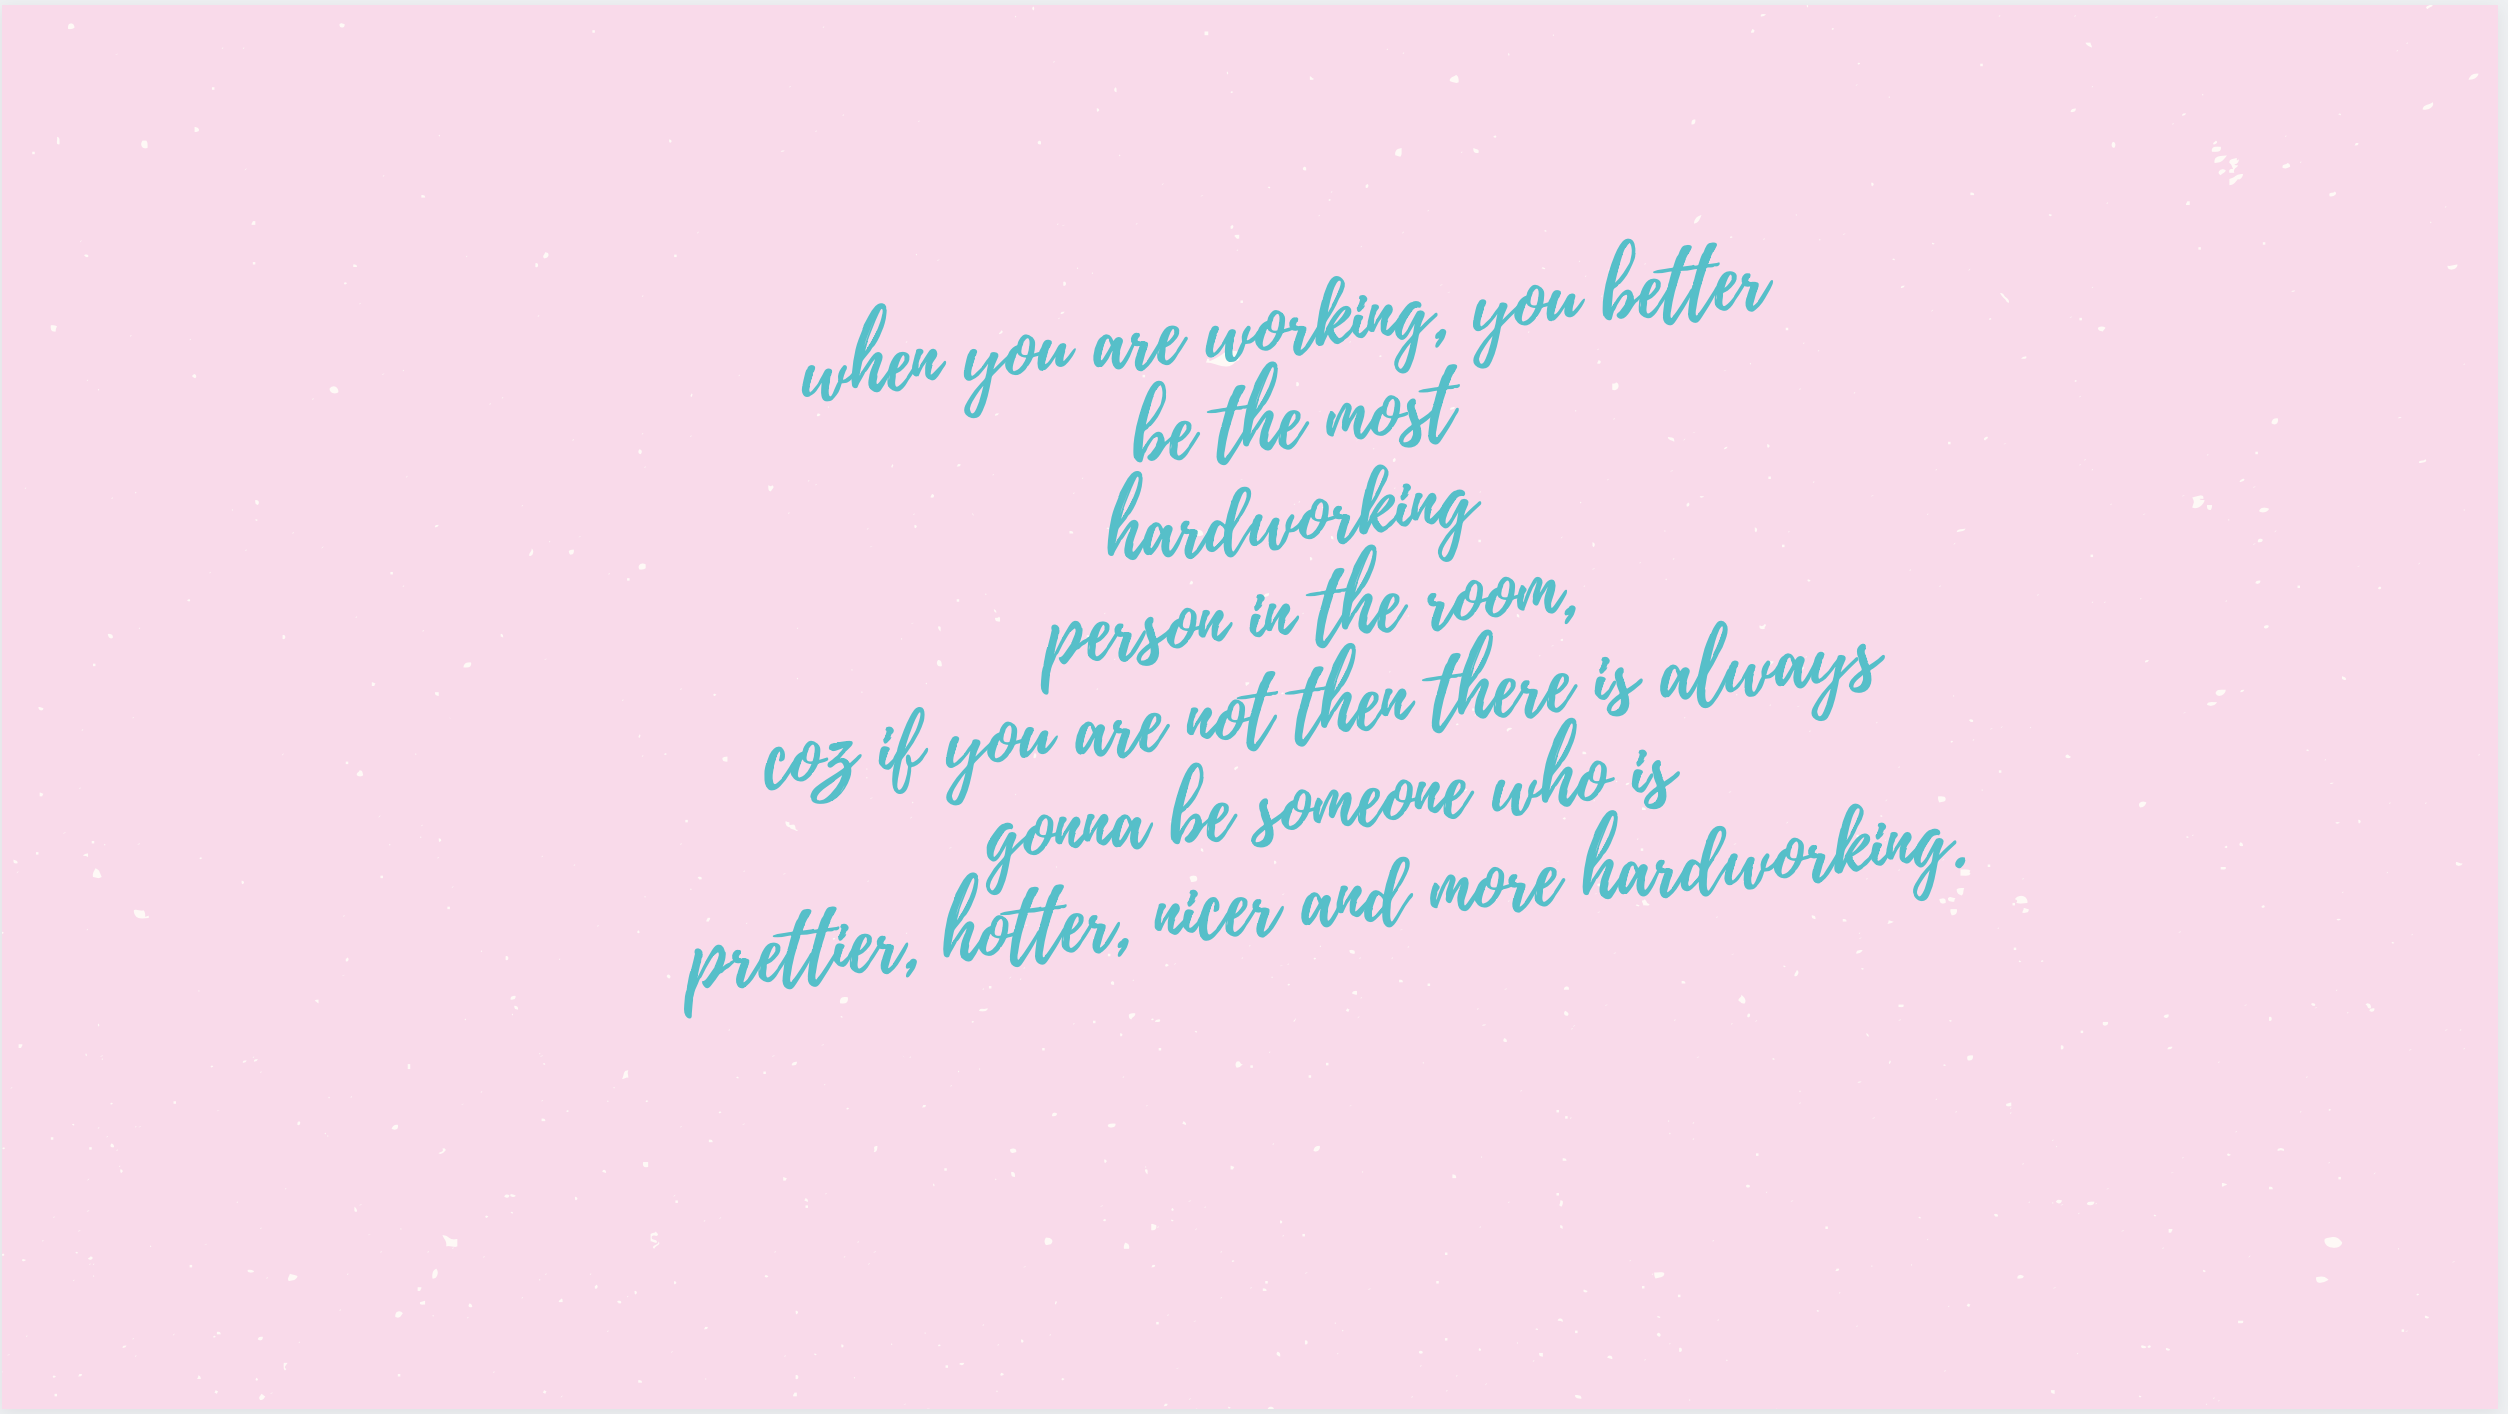 when you are working, you better
be the most
hardworking
person in the room,
coz if you are not then there is always
gonna be someone who is
prettier, hotter, nicer and more hardworking.